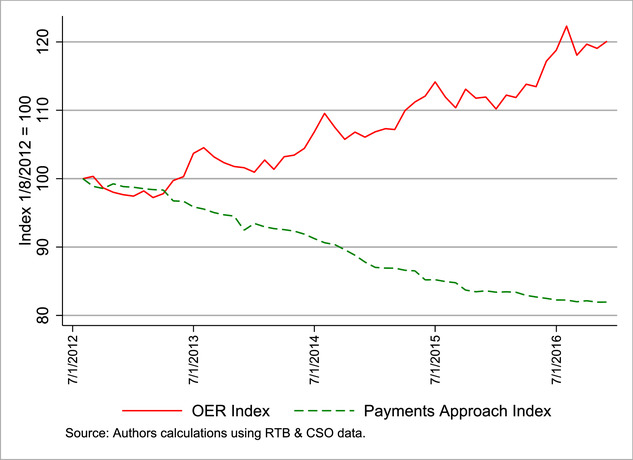 Index 1/8/2012 = 100
120
110
100
90
80
7/1/2012
7/1/2013
7/1/2014
7/1/2015
7/1/2016
OER Index
Payments Approach Index
Source: Authors calculations using RTB & CSO data.